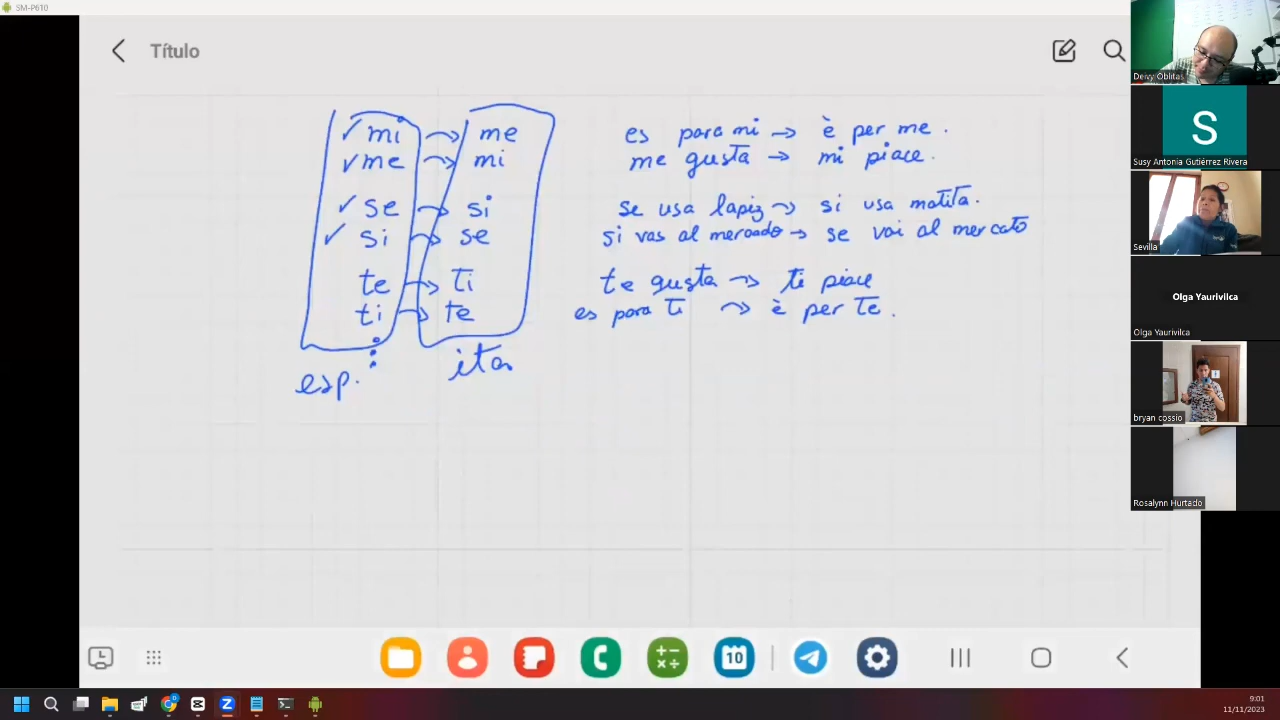 SM-P610
Título
✓ mi → me es para mi → è per me.
✓ me → mi me gusta → mi piace.
✓ se → si se usa lapiz → si usa matita.
✓ si → se si vas al mercado → se vai al mercato
te → ti te gusta → ti piace
ti → te es para ti → è per te.
esp. ita
Deivy Oblitas
S
Susy Antonia Gutiérrez Rivera
Sevilla
Olga Yaurivilca
Olga Yaurivilca
bryan cossio
Rosalynn Hurtado
10
9:01
11/11/2023